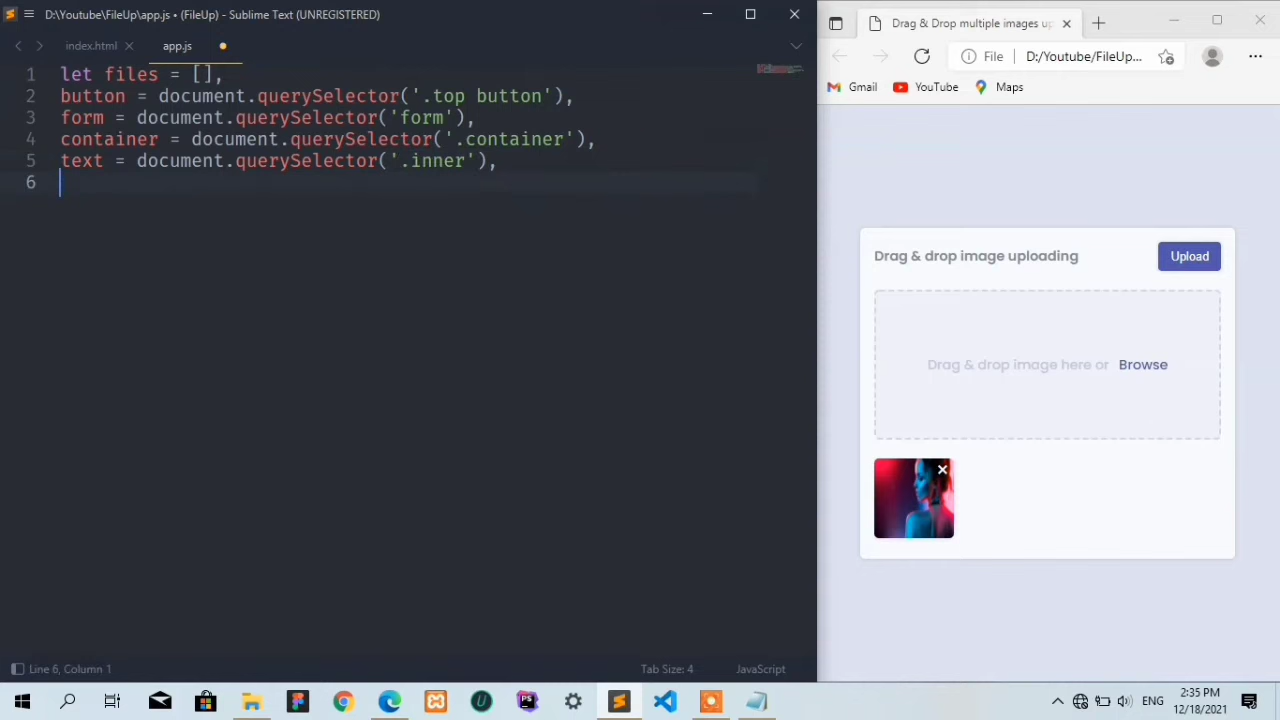 D:\Youtube\FileUp\app.js • (FileUp) - Sublime Text (UNREGISTERED)
index.html
app.js
1 let files = [],
2 button = document.querySelector('.top button'),
3 form = document.querySelector('form'),
4 container = document.querySelector('.container'),
5 text = document.querySelector('.inner'),
6
Line 6, Column 1
Tab Size: 4
JavaScript
Drag & Drop multiple images up
File
D:/Youtube/FileUp...
Gmail
YouTube
Maps
Drag & drop image uploading
Upload
Drag & drop image here or Browse
PS
ENG
2:35 PM
12/18/2021